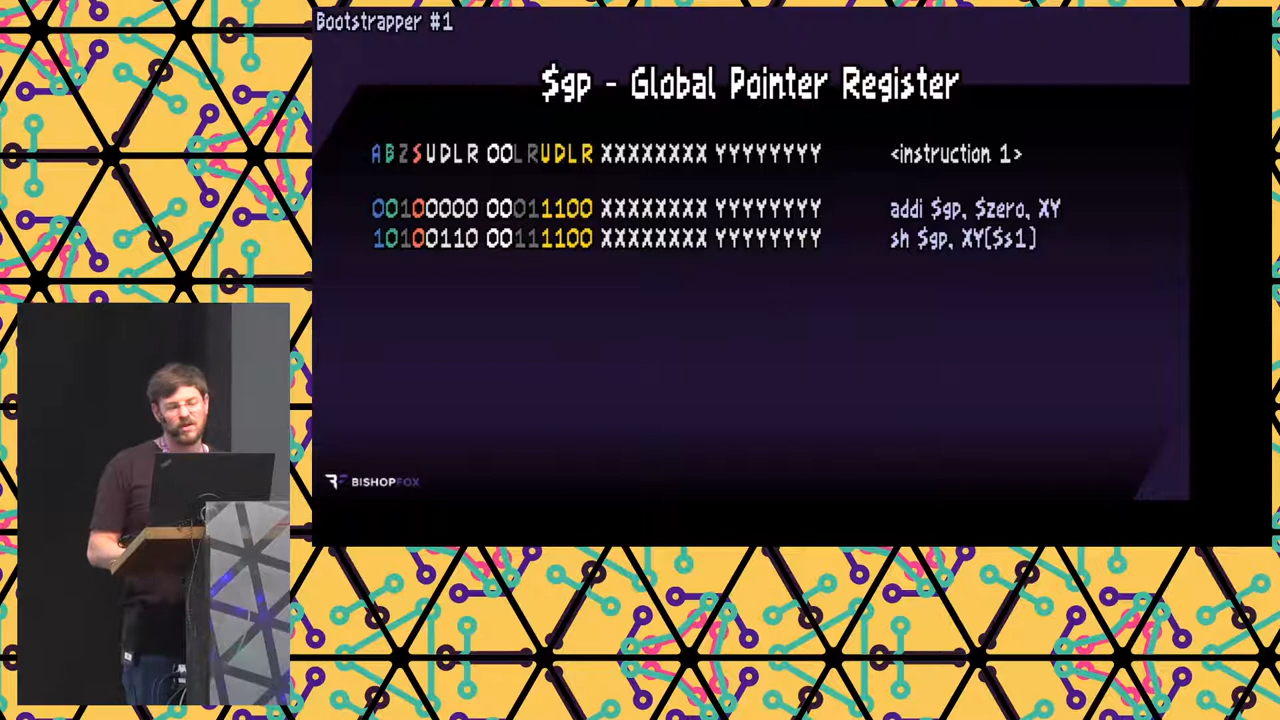 Bootstrapper #1
$gp - Global Pointer Register
ABZSUDLR 00LRUDLR XXXXXXXX YYYYYYYY <instruction 1>
00100000 00011100 XXXXXXXX YYYYYYYY addi $gp, $zero, XY
10100110 00111100 XXXXXXXX YYYYYYYY sh $gp, XY[$s1]
BISHOPFOX